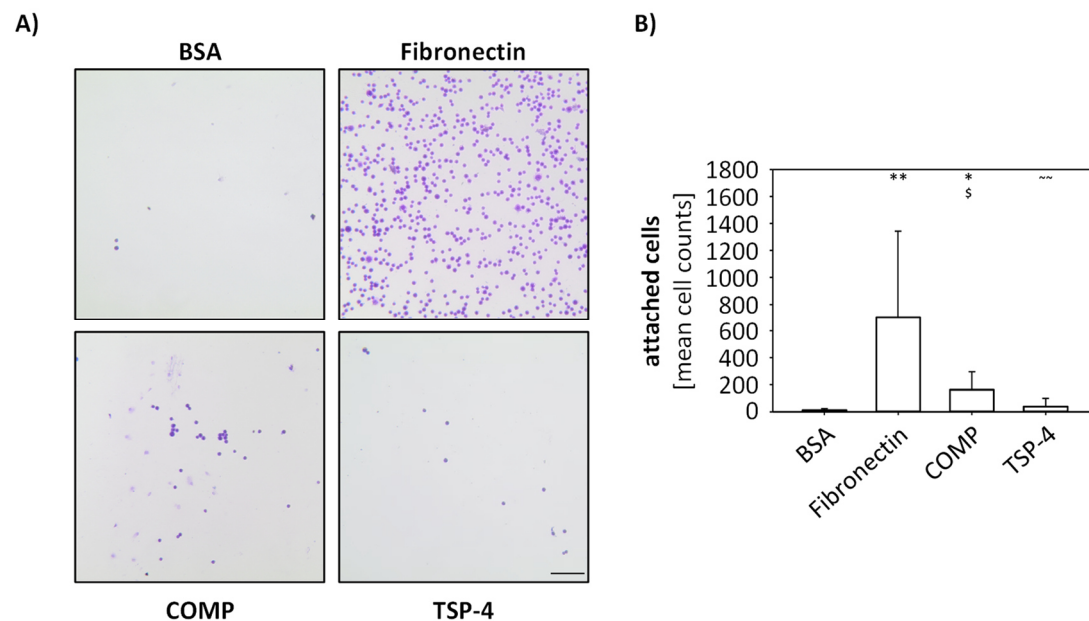 A)
BSA
Fibronectin
COMP
TSP-4
B)
attached cells
[mean cell counts]
1800
1600
1400
1200
1000
800
600
400
200
0
**
*
$
~~
BSA
Fibronectin
COMP
TSP-4